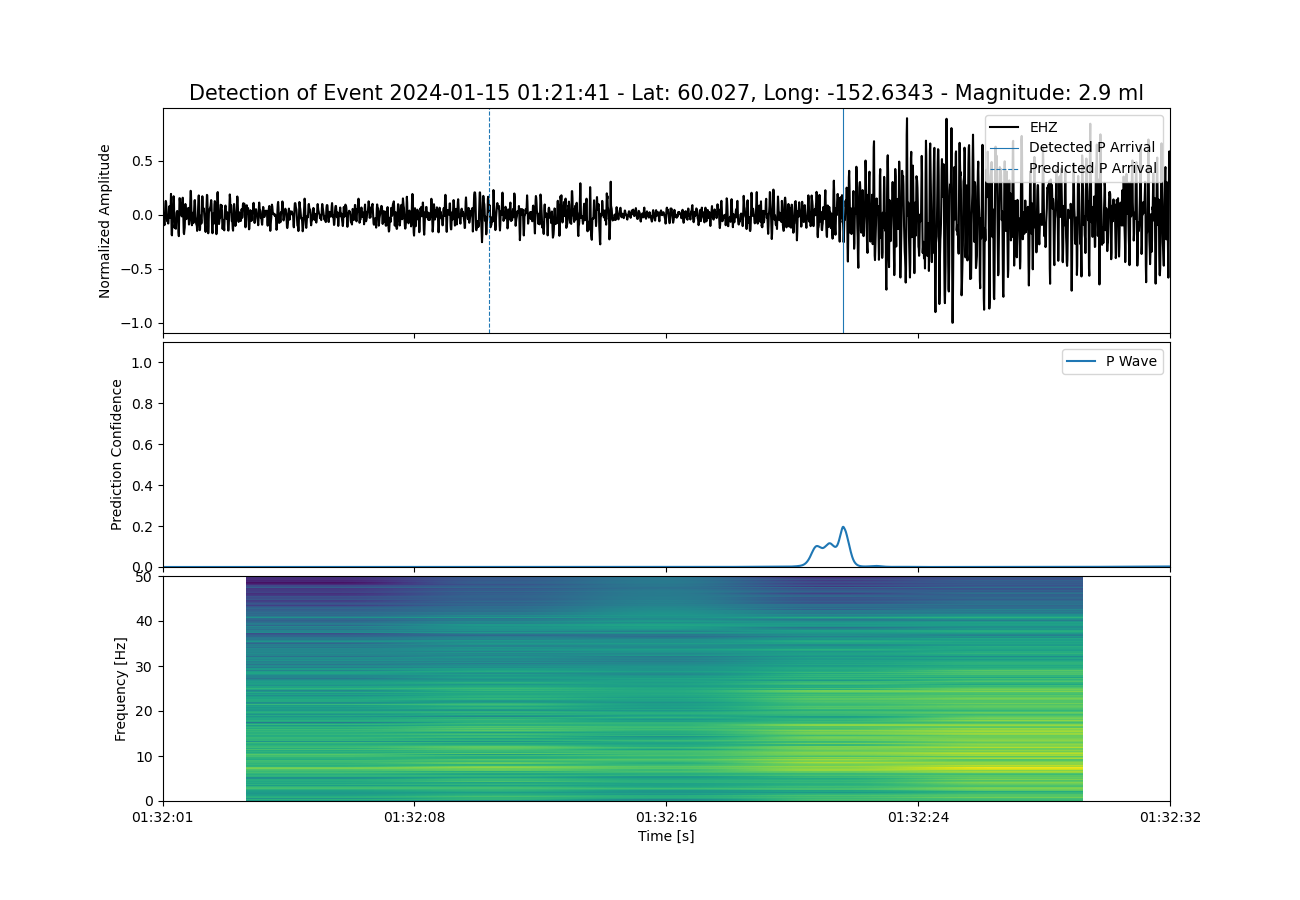 Detection of Event 2024-01-15 01:21:41 - Lat: 60.027, Long: -152.6343 - Magnitude: 2.9 ml
EHZ
Detected P Arrival
Predicted P Arrival
0.5
0.0
−0.5
−1.0
Normalized Amplitude
P Wave
1.0
0.8
0.6
0.4
0.2
0.0
Prediction Confidence
50
40
30
20
10
0
Frequency [Hz]
01:32:01 01:32:08 01:32:16 01:32:24 01:32:32
Time [s]